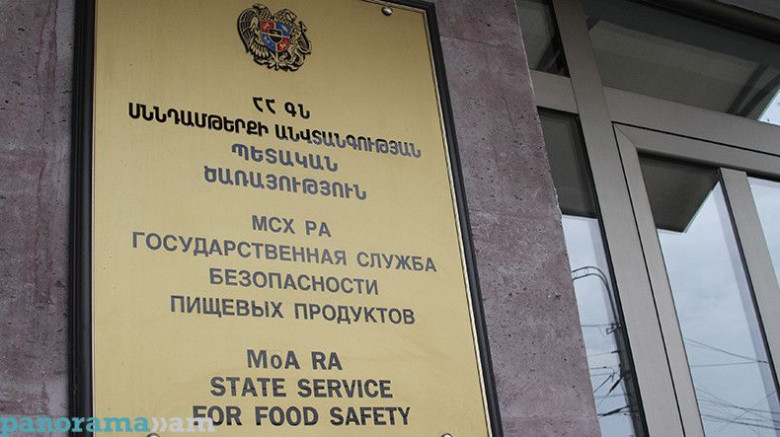 ՀՀ ԳՆ
ՍՆՆԴԱՄԹԵՐՔԻ ԱՆՎՏԱՆԳՈՒԹՅԱՆ
ՊԵՏԱԿԱՆ
ԾԱՌԱՅՈՒԹՅՈՒՆ
МСХ РА
ГОСУДАРСТВЕННАЯ СЛУЖБА
БЕЗОПАСНОСТИ
ПИЩЕВЫХ ПРОДУКТОВ
MoA RA
STATE SERVICE
FOR FOOD SAFETY
panorama»am